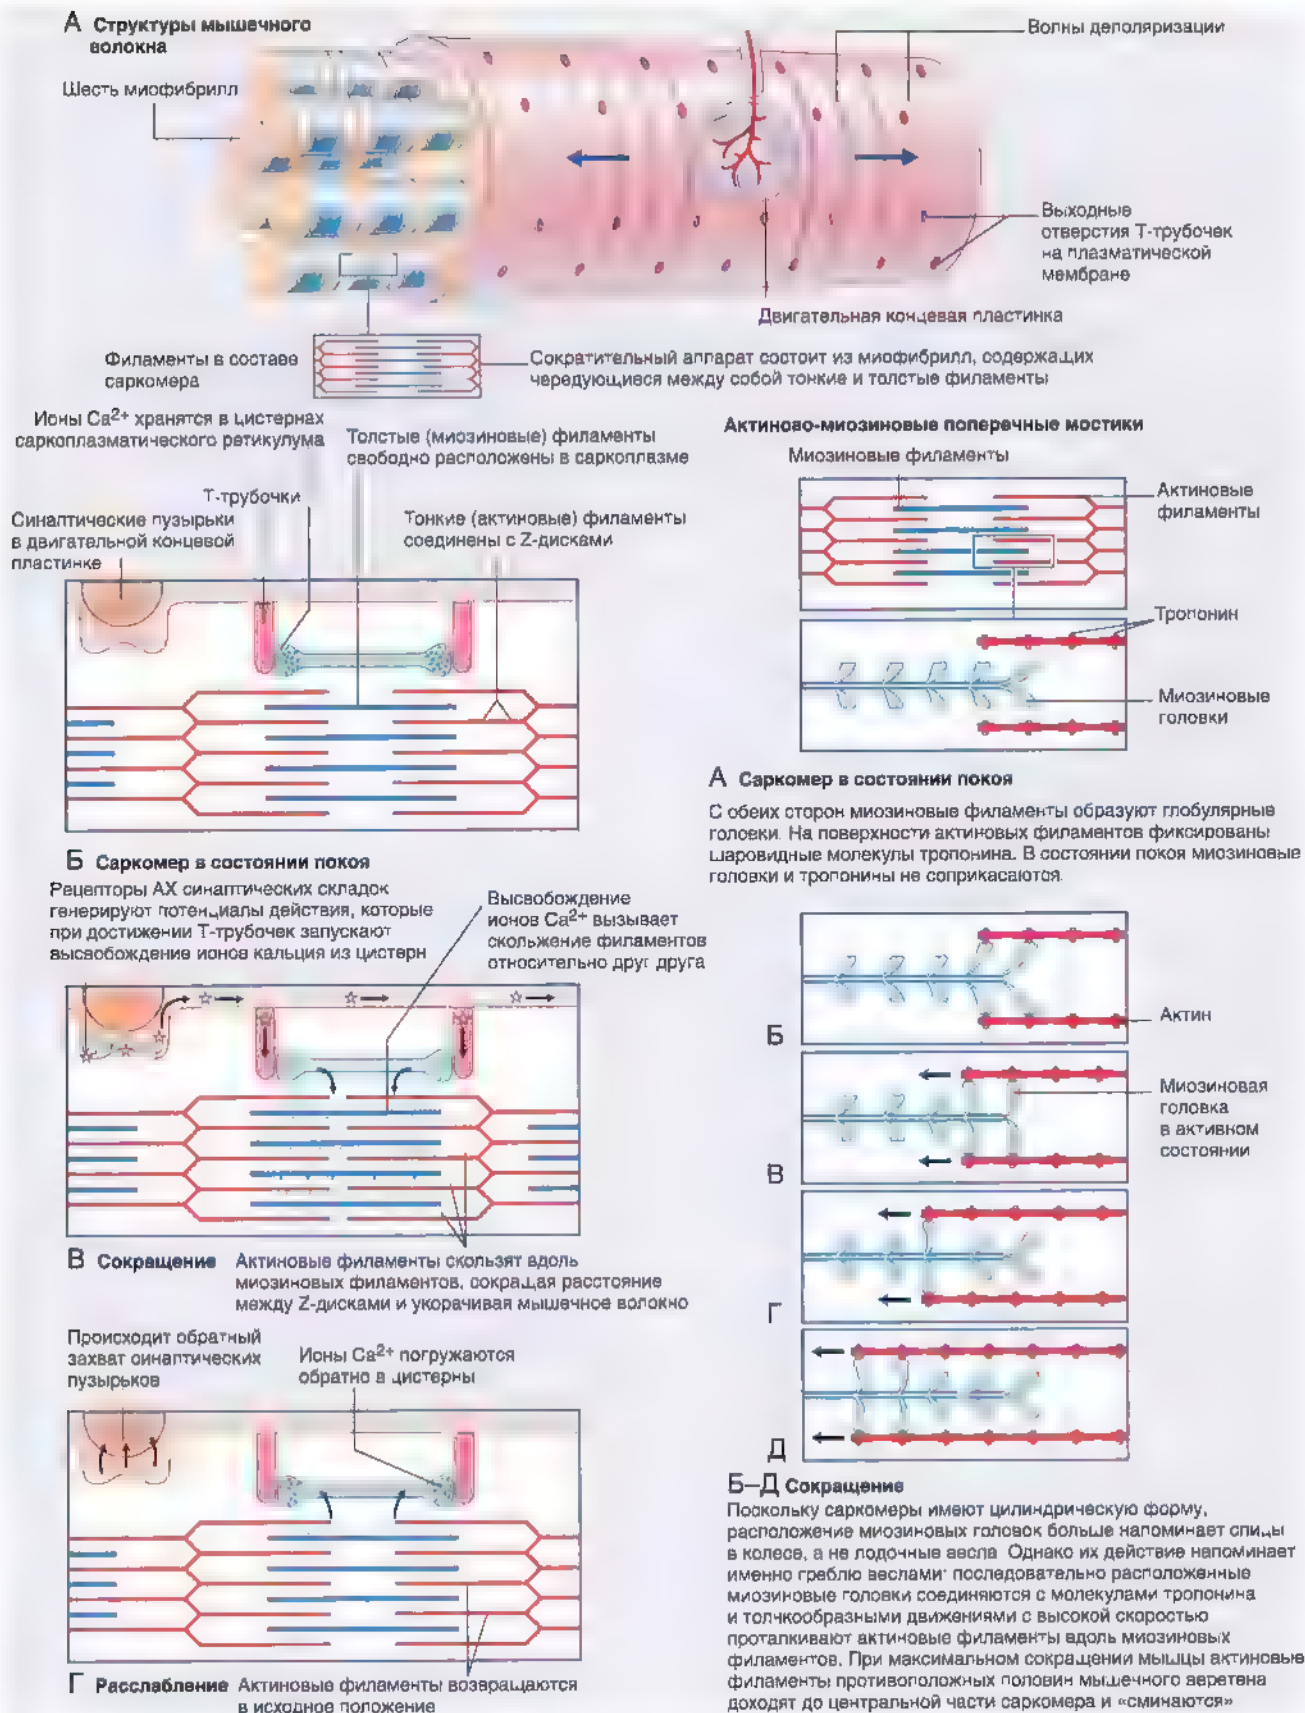 А Структуры мышечного
волокна
Волны деполяризации
Шесть миофибрилл
Выходные
отверстия Т-трубочек
на плазматической
мембране
Двигательная концевая пластинка
Филаменты в составе
саркомера
Сократительный аппарат состоит из миофибрилл, содержащих
чередующиеся между собой тонкие и толстые филаменты
Ионы Ca2+ хранятся в цистернах
саркоплазматического ретикулума
Толстые (миозиновые) филаменты
свободно расположены в саркоплазме
Т-трубочки
Синаптические пузырьки
в двигательной концевой
пластинке
Тонкие (актиновые) филаменты
соединены с Z-дисками
Б Саркомер в состоянии покоя
Рецепторы АХ синаптических складок
генерируют потенциалы действия, которые
при достижении Т-трубочек запускают
высвобождение ионов кальция из цистерн
Высвобождение
ионов Ca2+ вызывает
скольжение филаментов
относительно друг друга
В Сокращение Актиновые филаменты скользят вдоль
миозиновых филаментов, сокращая расстояние
между Z-дисками и укорачивая мышечное волокно
Происходит обратный
захват синаптических
пузырьков
Ионы Ca2+ погружаются
обратно в цистерны
Г Расслабление Актиновые филаменты возвращаются
в исходное положение
Актиново-миозиновые поперечные мостики
Миозиновые филаменты
Актиновые
филаменты
Тропонин
Миозиновые
головки
А Саркомер в состоянии покоя
С обеих сторон миозиновые филаменты образуют глобулярные
головки. На поверхности актиновых филаментов фиксированы
шаровидные молекулы тропонина. В состоянии покоя миозиновые
головки и тропонины не соприкасаются.
Б
Актин
В
Миозиновая
головка
в активном
состоянии
Г
Д
Б–Д Сокращение
Поскольку саркомеры имеют цилиндрическую форму,
расположение миозиновых головок больше напоминает спицы
в колесе, а не лодочные весла. Однако их действие напоминает
именно греблю веслами: последовательно расположенные
миозиновые головки соединяются с молекулами тропонина
и толчкообразными движениями с высокой скоростью
проталкивают актиновые филаменты вдоль миозиновых
филаментов. При максимальном сокращении мышцы актиновые
филаменты противоположных половин мышечного веретена
доходят до центральной части саркомера и «сминаются»